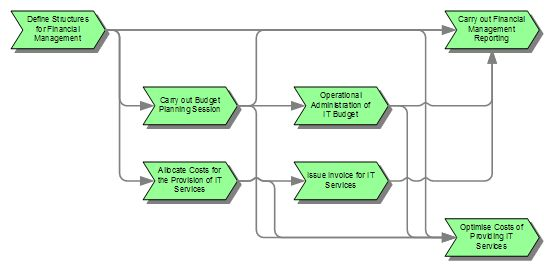 Define Structures
for Financial
Management
Carry out Financial
Management
Reporting
Carry out Budget
Planning Session
Operational
Administration of
IT Budget
Allocate Costs for
the Provision of IT
Services
Issue Invoice for IT
Services
Optimise Costs of
Providing IT
Services